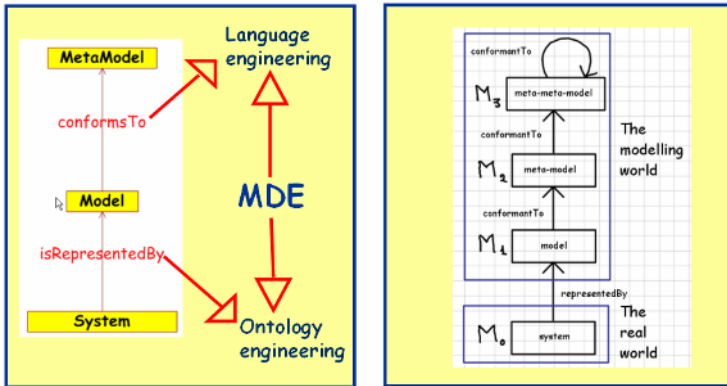 MetaModel
Language
engineering
conformsTo
Model
MDE
isRepresentedBy
System
Ontology
engineering
conformantTo
M3
meta-meta-model
conformantTo
The
modelling
world
M2
meta-model
conformantTo
M1
model
representedBy
The
real
world
M0
system